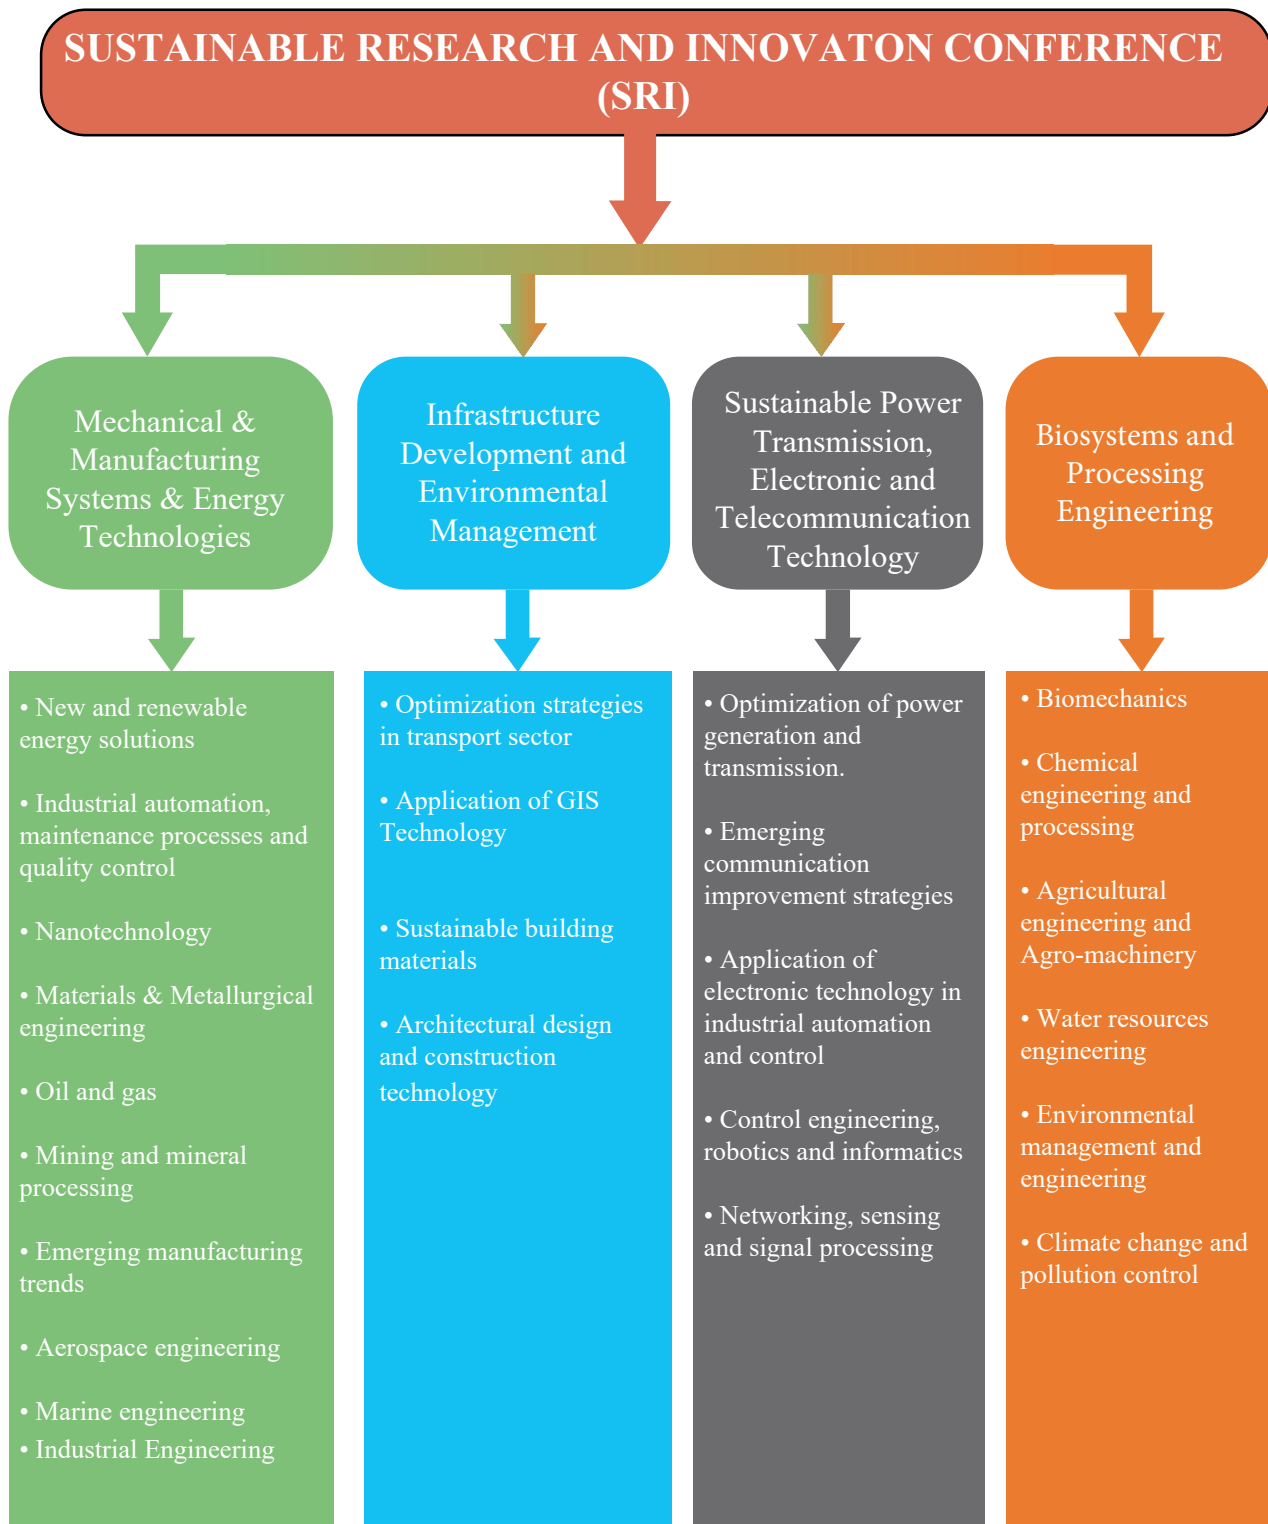 SUSTAINABLE RESEARCH AND INNOVATON CONFERENCE
(SRI)
Mechanical &
Manufacturing
Systems & Energy
Technologies
Infrastructure
Development and
Environmental
Management
Sustainable Power
Transmission,
Electronic and
Telecommunication
Technology
Biosystems and
Processing
Engineering
• New and renewable
energy solutions
• Industrial automation,
maintenance processes and
quality control
• Nanotechnology
• Materials & Metallurgical
engineering
• Oil and gas
• Mining and mineral
processing
• Emerging manufacturing
trends
• Aerospace engineering
• Marine engineering
• Industrial Engineering
• Optimization strategies
in transport sector
• Application of GIS
Technology
• Sustainable building
materials
• Architectural design
and construction
technology
• Optimization of power
generation and
transmission.
• Emerging
communication
improvement strategies
• Application of
electronic technology in
industrial automation
and control
• Control engineering,
robotics and informatics
• Networking, sensing
and signal processing
• Biomechanics
• Chemical
engineering and
processing
• Agricultural
engineering and
Agro-machinery
• Water resources
engineering
• Environmental
management and
engineering
• Climate change and
pollution control